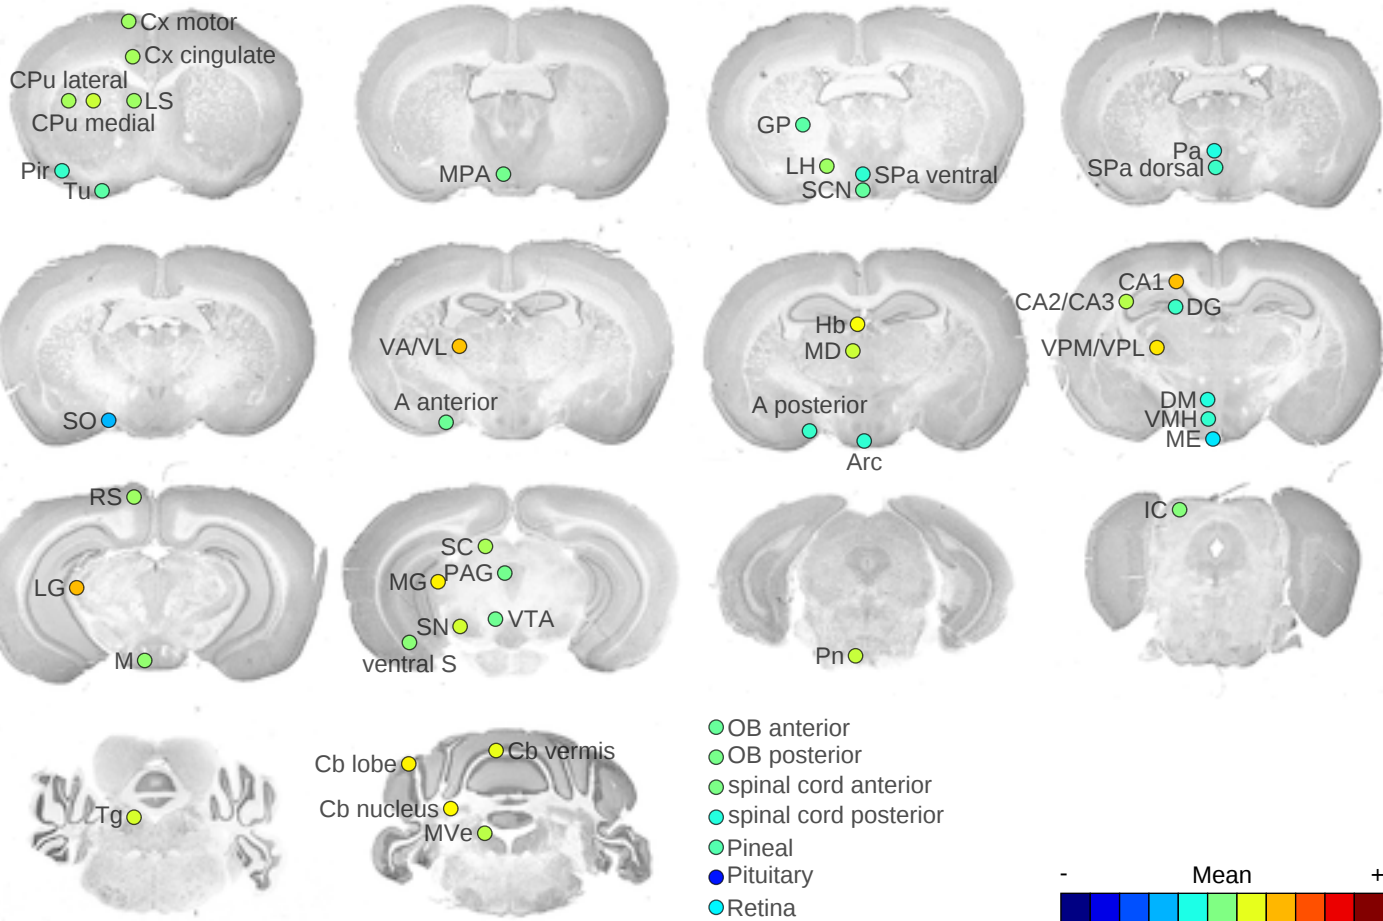 Cx motor
Cx cingulate
CPu lateral
LS
CPu medial
Pir
Tu
MPA
GP
LH
SPa ventral
SCN
Pa
SPa dorsal
SO
VA/VL
A anterior
Hb
MD
A posterior
Arc
CA1
CA2/CA3
DG
VPM/VPL
DM
VMH
ME
RS
LG
M
SC
PAG
MG
VTA
SN
ventral S
Pn
IC
Tg
Cb vermis
Cb lobe
Cb nucleus
MVe
OB anterior
OB posterior
spinal cord anterior
spinal cord posterior
Pineal
Pituitary
Retina
- Mean +